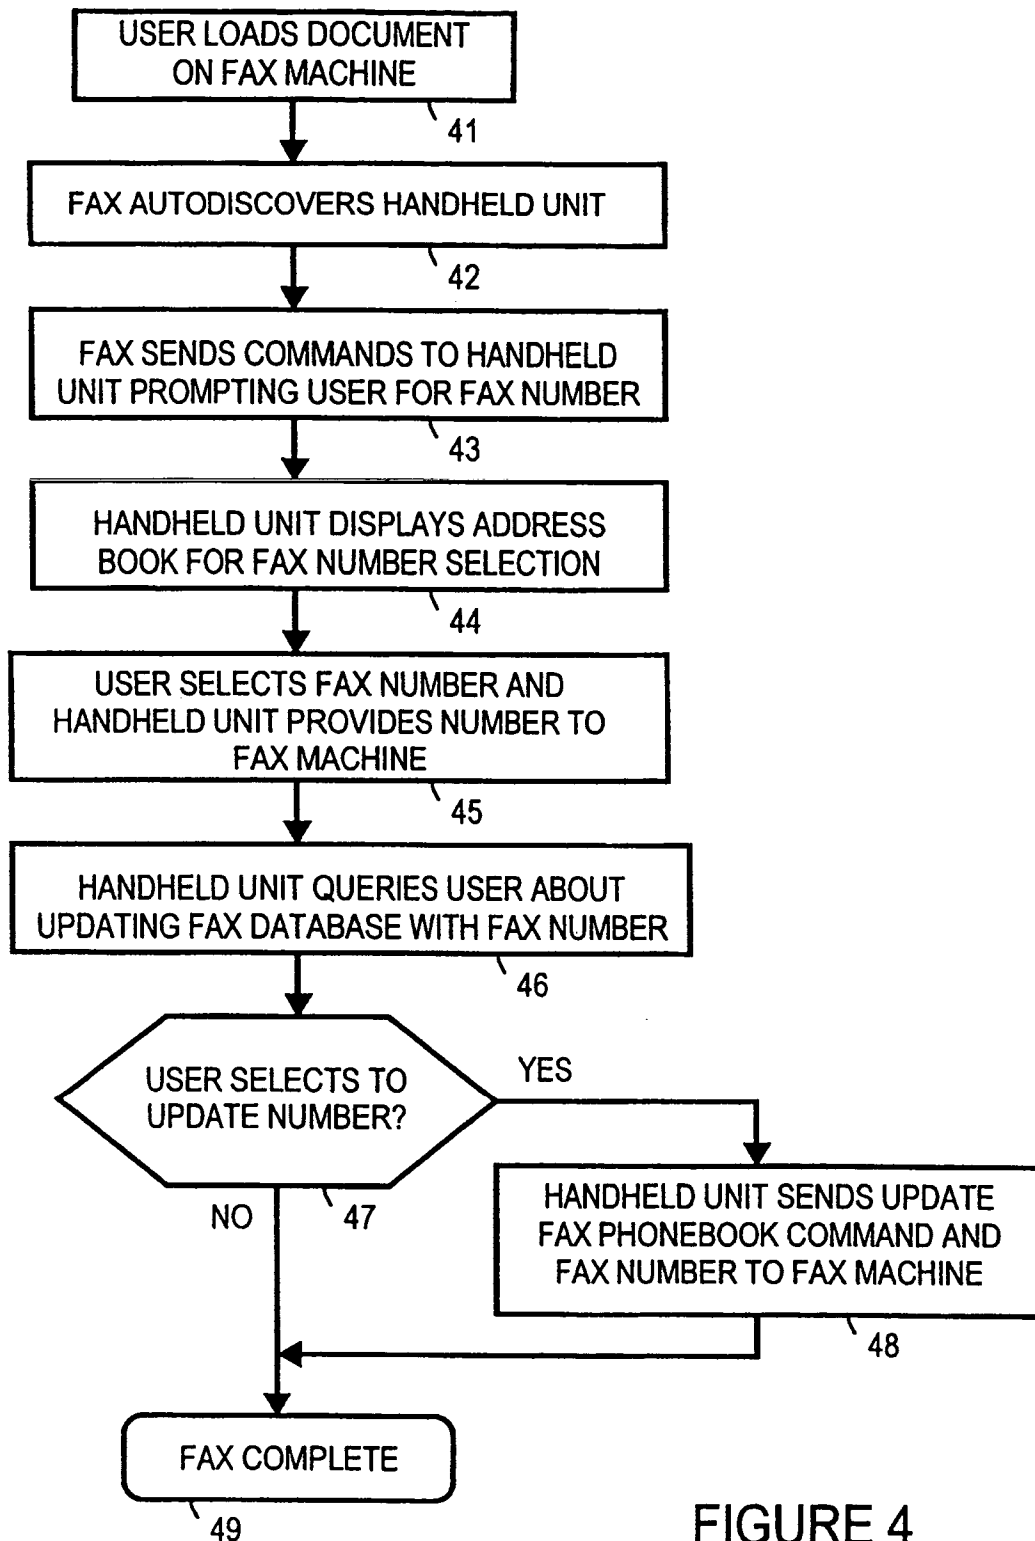 USER LOADS DOCUMENT
ON FAX MACHINE
41
FAX AUTODISCOVERS HANDHELD UNIT
42
FAX SENDS COMMANDS TO HANDHELD
UNIT PROMPTING USER FOR FAX NUMBER
43
HANDHELD UNIT DISPLAYS ADDRESS
BOOK FOR FAX NUMBER SELECTION
44
USER SELECTS FAX NUMBER AND
HANDHELD UNIT PROVIDES NUMBER TO
FAX MACHINE
45
HANDHELD UNIT QUERIES USER ABOUT
UPDATING FAX DATABASE WITH FAX NUMBER
46
USER SELECTS TO
UPDATE NUMBER?
47
YES
NO
HANDHELD UNIT SENDS UPDATE
FAX PHONEBOOK COMMAND AND
FAX NUMBER TO FAX MACHINE
48
FAX COMPLETE
49
FIGURE 4